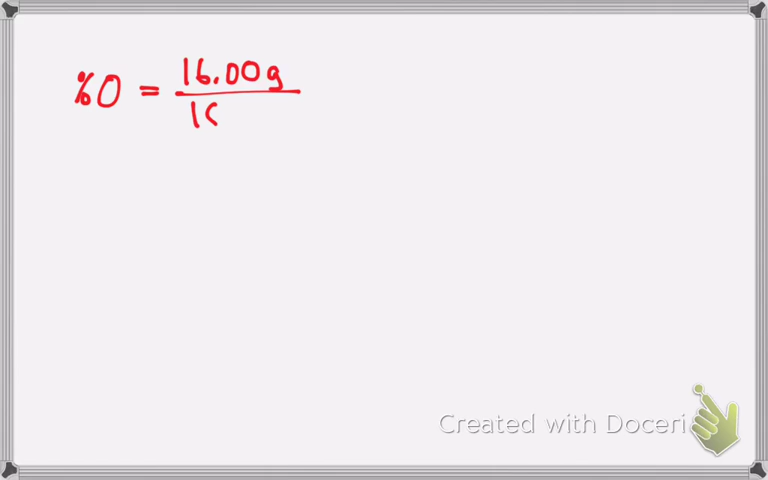 %O = 16.00g
1
Created with Doceri